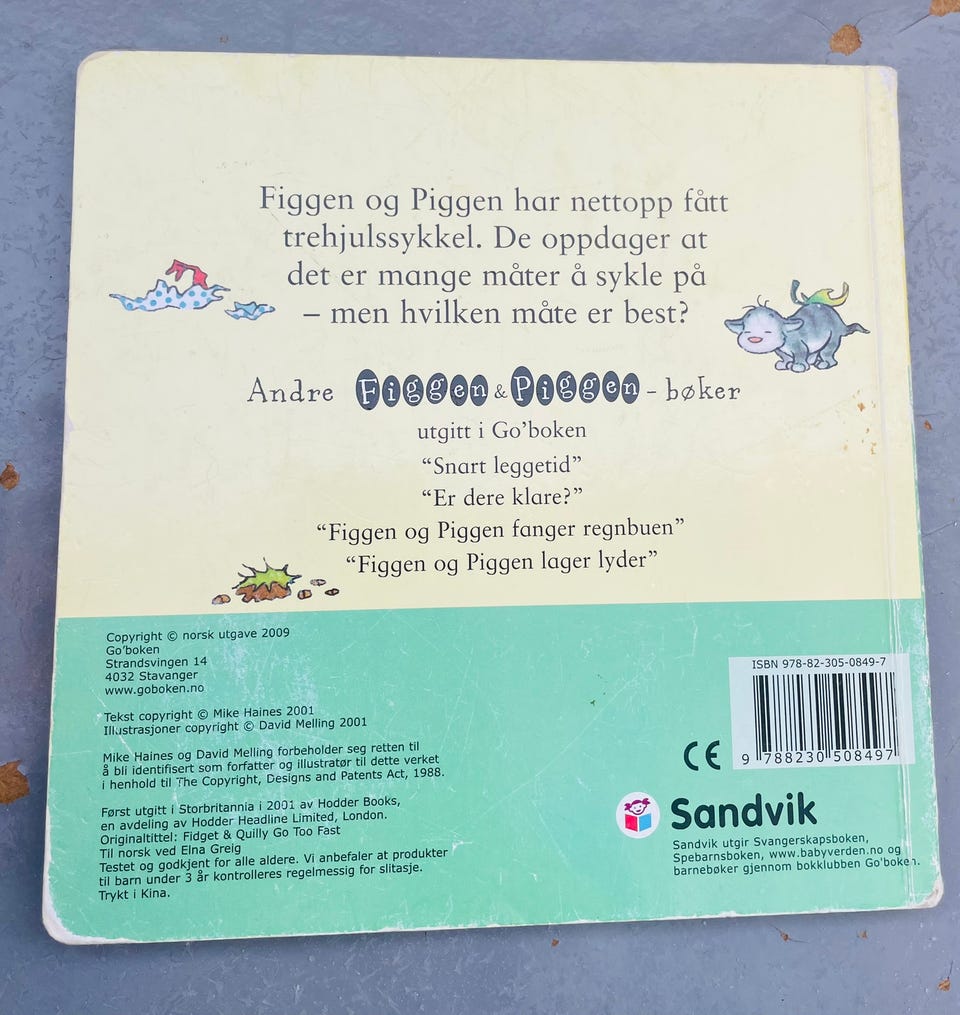 Figgen og Piggen har nettopp fått
trehjulssykkel. De oppdager at
det er mange måter å sykle på
– men hvilken måte er best?
Andre Figgen & Piggen – bøker
utgitt i Go’boken
“Snart leggetid”
“Er dere klare?”
“Figgen og Piggen fanger regnbuen”
“Figgen og Piggen lager lyder”
Copyright © norsk utgave 2009
Go’boken
Strandsvingen 14
4032 Stavanger
www.goboken.no
Tekst copyright © Mike Haines 2001
Illustrasjoner copyright © David Melling 2001
Mike Haines og David Melling forbeholder seg retten til
å bli identifisert som forfatter og illustratør til dette verket
i henhold til The Copyright, Designs and Patents Act, 1988.
Først utgitt i Storbritannia i 2001 av Hodder Books,
en avdeling av Hodder Headline Limited, London.
Originaltittel: Fidget & Quilly Go Too Fast
Til norsk ved Elna Greig
Testet og godkjent for alle aldere. Vi anbefaler at produkter
til barn under 3 år kontrolleres regelmessig for slitasje.
Trykt i Kina.
ISBN 978-82-305-0849-7
9 788230 508497
CE
Sandvik
Sandvik utgir Svangerskapsboken,
Spebarnsboken, www.babyverden.no og
barnebøker gjennom bokklubben Go’boken.